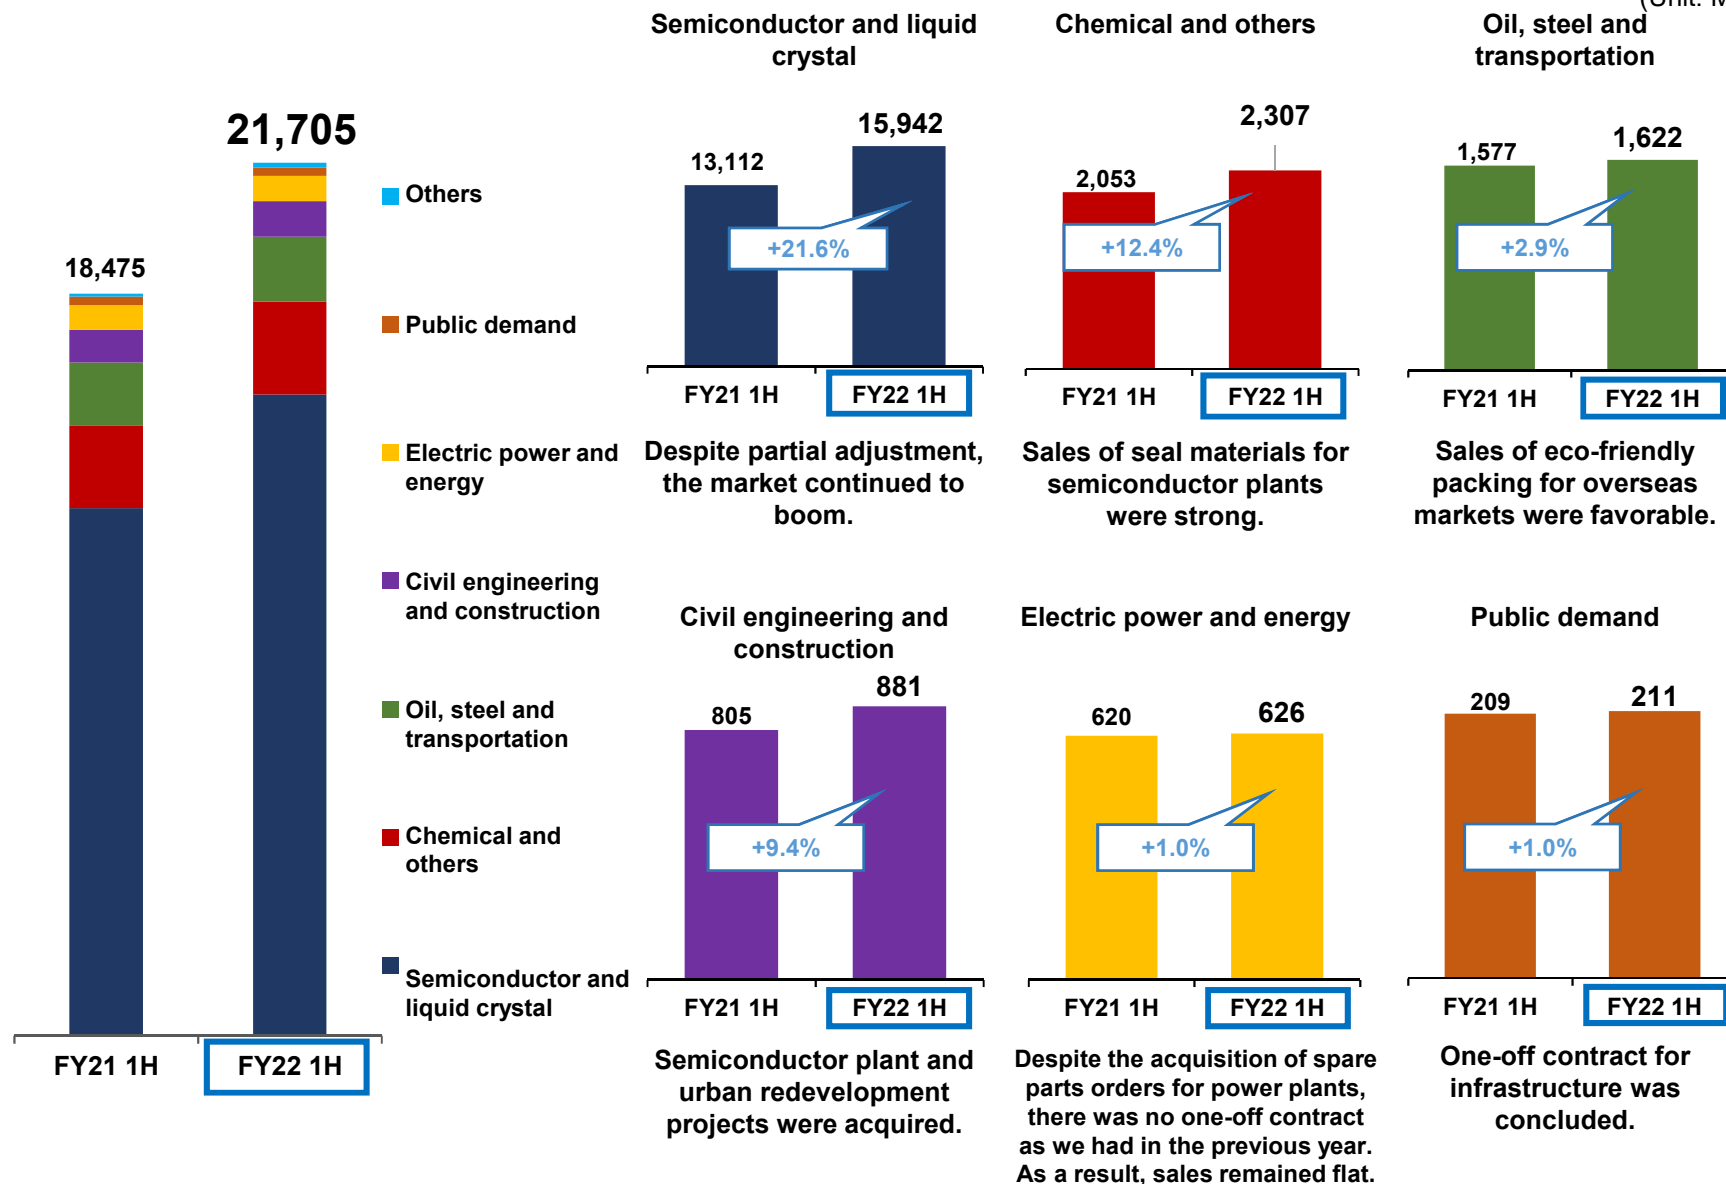 (Unit: M
21,705
18,475
FY21 1H
FY22 1H
Others
Public demand
Electric power and
energy
Civil engineering
and construction
Oil, steel and
transportation
Chemical and
others
Semiconductor and
liquid crystal
Semiconductor and liquid
crystal
13,112
15,942
+21.6%
FY21 1H
FY22 1H
Despite partial adjustment,
the market continued to
boom.
Chemical and others
2,053
2,307
+12.4%
FY21 1H
FY22 1H
Sales of seal materials for
semiconductor plants
were strong.
Oil, steel and
transportation
1,577
1,622
+2.9%
FY21 1H
FY22 1H
Sales of eco-friendly
packing for overseas
markets were favorable.
Civil engineering and
construction
805
881
+9.4%
FY21 1H
FY22 1H
Semiconductor plant and
urban redevelopment
projects were acquired.
Electric power and energy
620
626
+1.0%
FY21 1H
FY22 1H
Despite the acquisition of spare
parts orders for power plants,
there was no one-off contract
as we had in the previous year.
As a result, sales remained flat.
Public demand
209
211
+1.0%
FY21 1H
FY22 1H
One-off contract for
infrastructure was
concluded.